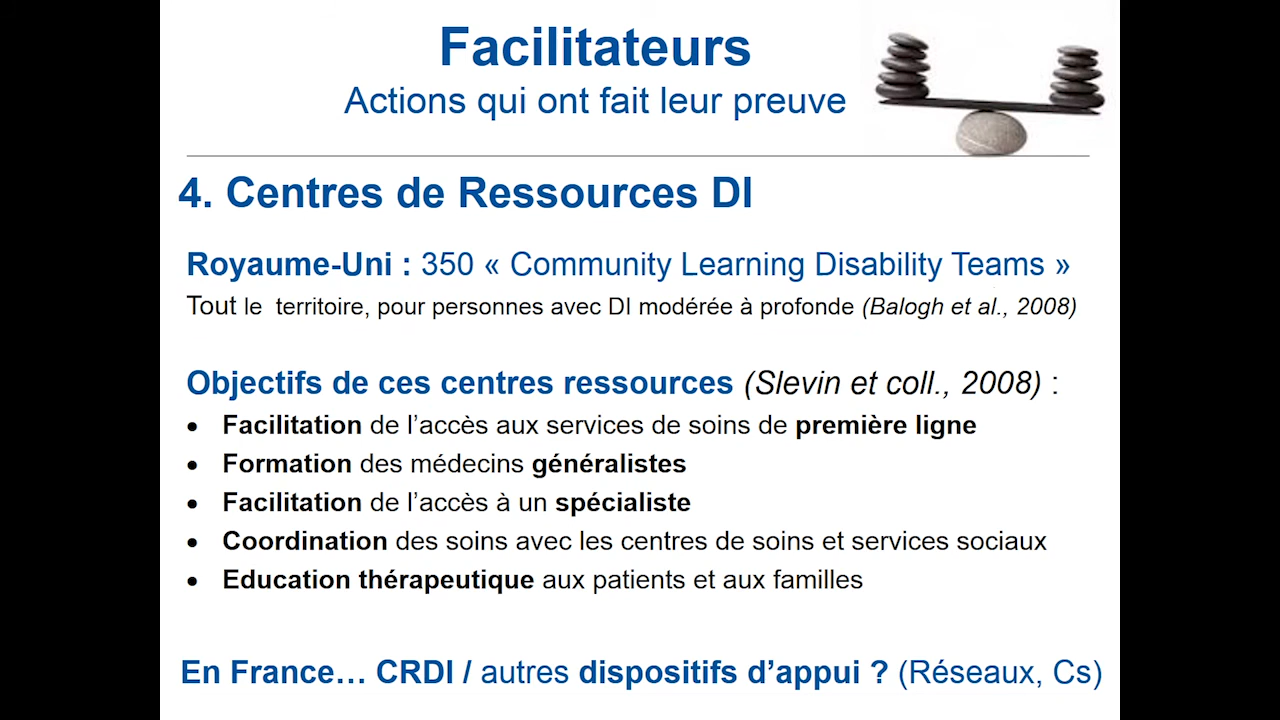 Facilitateurs
Actions qui ont fait leur preuve
4. Centres de Ressources DI
Royaume-Uni : 350 « Community Learning Disability Teams »
Tout le territoire, pour personnes avec DI modérée à profonde (Balogh et al., 2008)
Objectifs de ces centres ressources (Slevin et coll., 2008) :
• Facilitation de l’accès aux services de soins de première ligne
• Formation des médecins généralistes
• Facilitation de l’accès à un spécialiste
• Coordination des soins avec les centres de soins et services sociaux
• Education thérapeutique aux patients et aux familles
En France… CRDI / autres dispositifs d’appui ? (Réseaux, Cs)